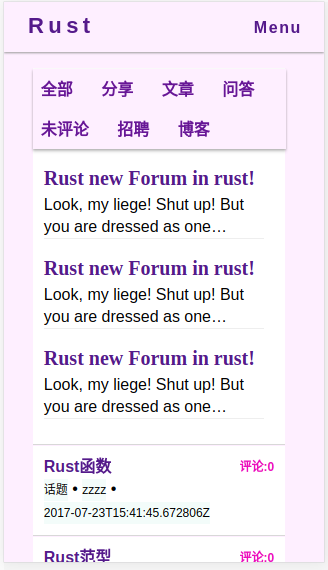 Rust Menu
全部 分享 文章 问答
未评论 招聘 博客
Rust new Forum in rust!
Look, my liege! Shut up! But
you are dressed as one…
Rust new Forum in rust!
Look, my liege! Shut up! But
you are dressed as one…
Rust new Forum in rust!
Look, my liege! Shut up! But
you are dressed as one…
Rust函数 评论:0
话题 • zzzz •
2017-07-23T15:41:45.672806Z
Rust范型 评论:0